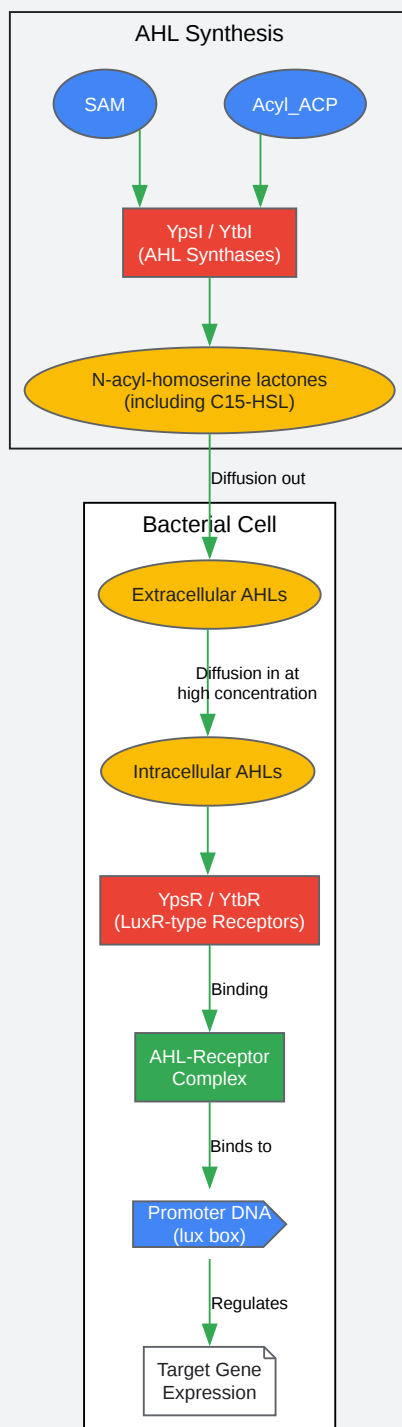 AHL Synthesis
SAM
Acyl_ACP
YpsI / YtbI
(AHL Synthases)
N-acyl-homoserine lactones
(including C15-HSL)
Diffusion out
Bacterial Cell
Extracellular AHLs
Diffusion in at
high concentration
Intracellular AHLs
YpsR / YtbR
(LuxR-type Receptors)
Binding
AHL-Receptor
Complex
Binds to
Promoter DNA
(lux box)
Regulates
Target Gene
Expression